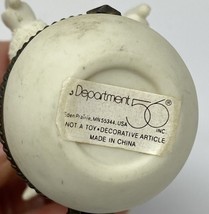 Department 56®
Eden Prairie, MN 55344, USA INC.
NOT A TOY • DECORATIVE ARTICLE
MADE IN CHINA